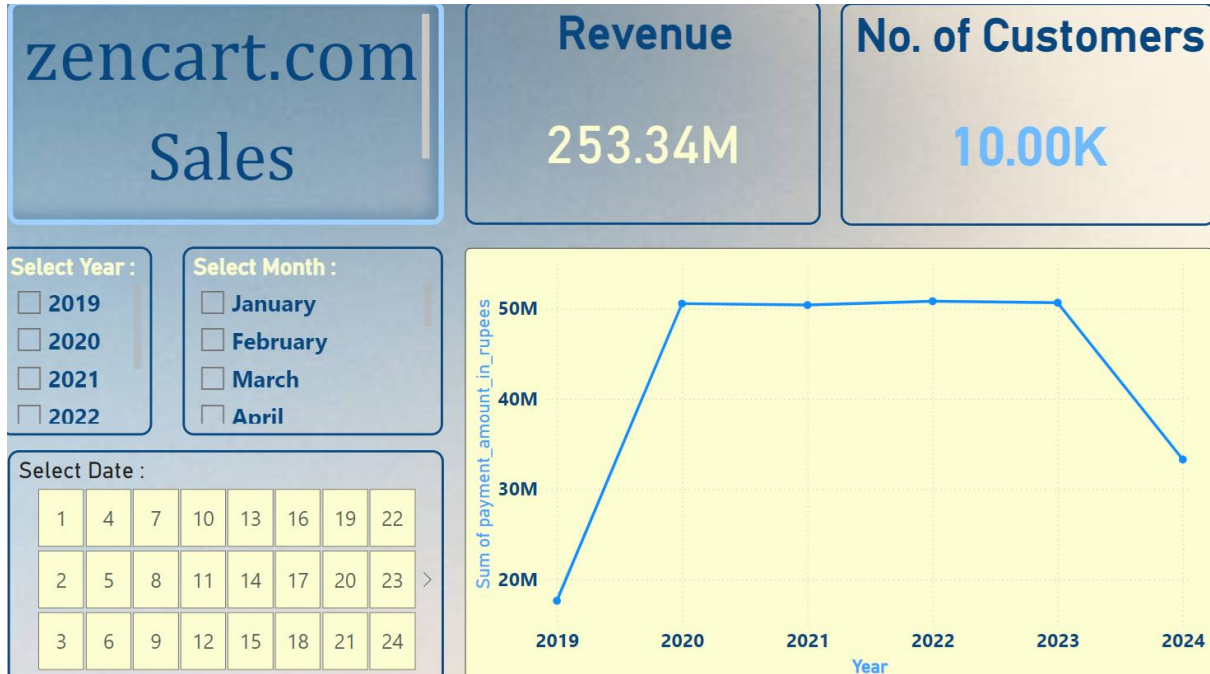 zencart.com
Sales
Revenue
253.34M
No. of Customers
10.00K
Select Year :
2019
2020
2021
2022
Select Month :
January
February
March
April
Select Date :
1 4 7 10 13 16 19 22
2 5 8 11 14 17 20 23 >
3 6 9 12 15 18 21 24
Sum of payment_amount_in_rupees
50M
40M
30M
20M
2019 2020 2021 2022 2023 2024
Year